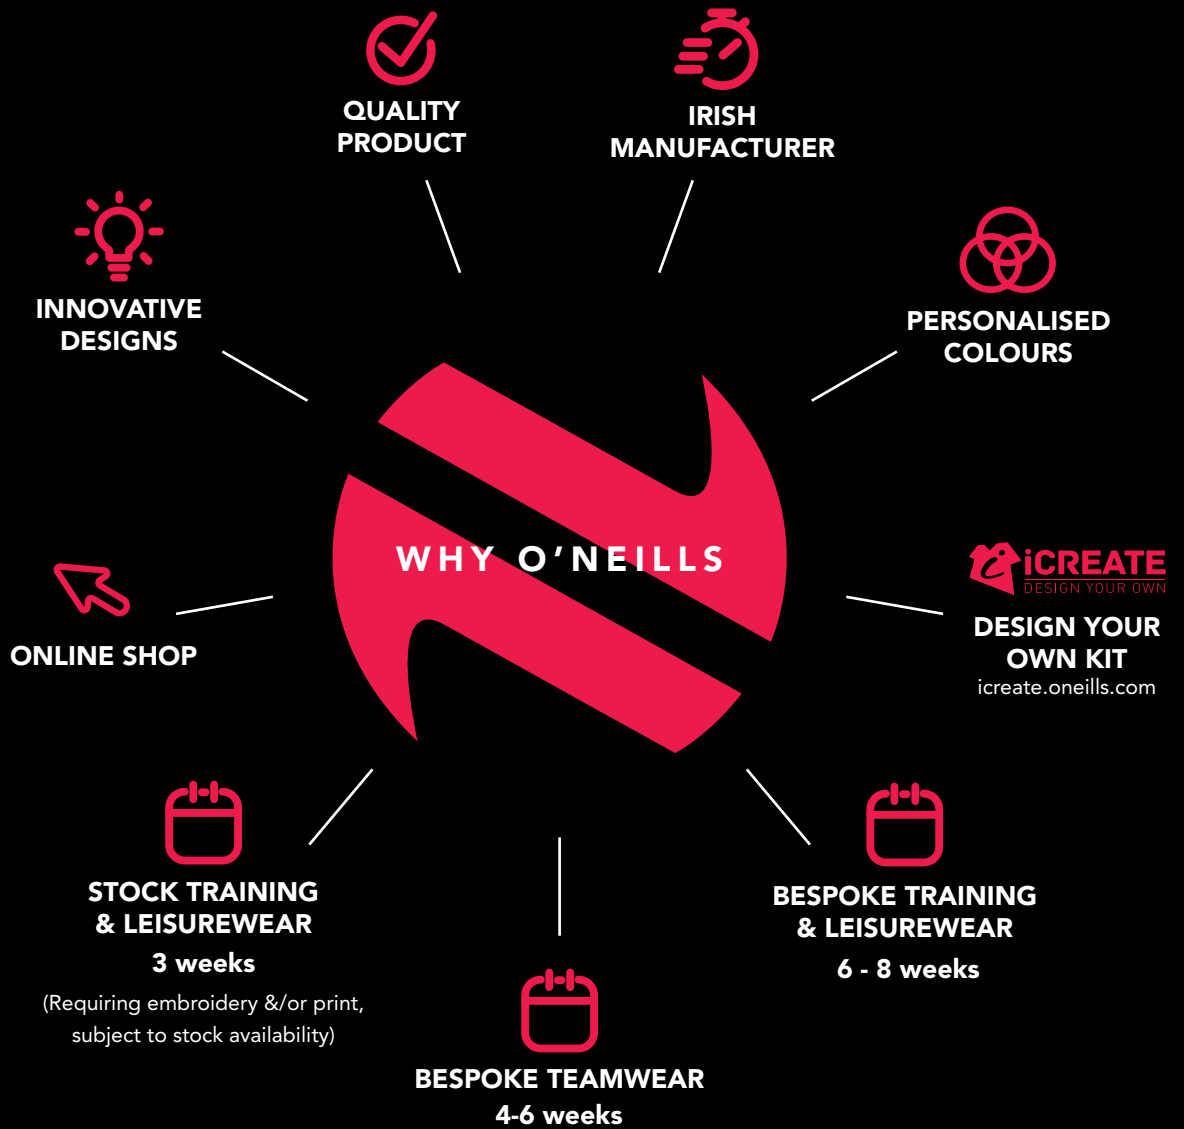 QUALITY
PRODUCT
IRISH
MANUFACTURER
INNOVATIVE
DESIGNS
PERSONALISED
COLOURS
WHY O'NEILLS
ONLINE SHOP
i iCREATE
DESIGN YOUR OWN
DESIGN YOUR
OWN KIT
icreate.oneills.com
STOCK TRAINING
& LEISUREWEAR
3 weeks
(Requiring embroidery &/or print,
subject to stock availability)
BESPOKE TRAINING
& LEISUREWEAR
6 - 8 weeks
BESPOKE TEAMWEAR
4-6 weeks